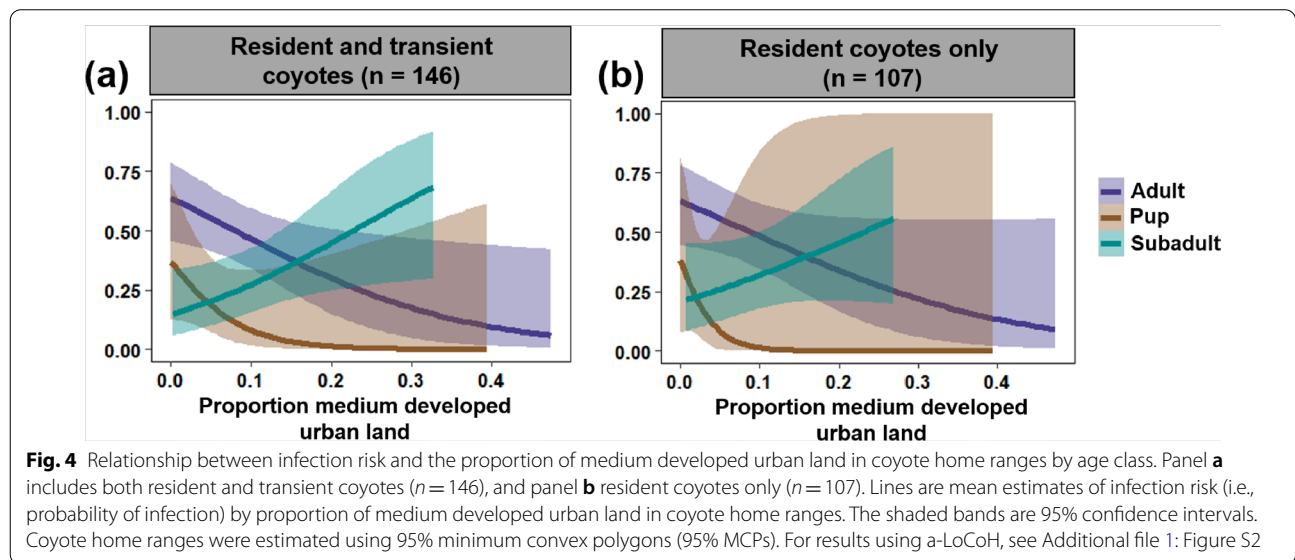 Resident and transient
coyotes (n = 146)
(a)
1.00
0.75
0.50
0.25
0.00
0.0 0.1 0.2 0.3 0.4
Proportion medium developed
urban land
Resident coyotes only
(n = 107)
(b)
1.00
0.75
0.50
0.25
0.00
0.0 0.1 0.2 0.3 0.4
Proportion medium developed
urban land
Adult
Pup
Subadult
Fig. 4 Relationship between infection risk and the proportion of medium developed urban land in coyote home ranges by age class. Panel a
includes both resident and transient coyotes (n = 146), and panel b resident coyotes only (n = 107). Lines are mean estimates of infection risk (i.e.,
probability of infection) by proportion of medium developed urban land in coyote home ranges. The shaded bands are 95% confidence intervals.
Coyote home ranges were estimated using 95% minimum convex polygons (95% MCPs). For results using a-LoCoH, see Additional file 1: Figure S2